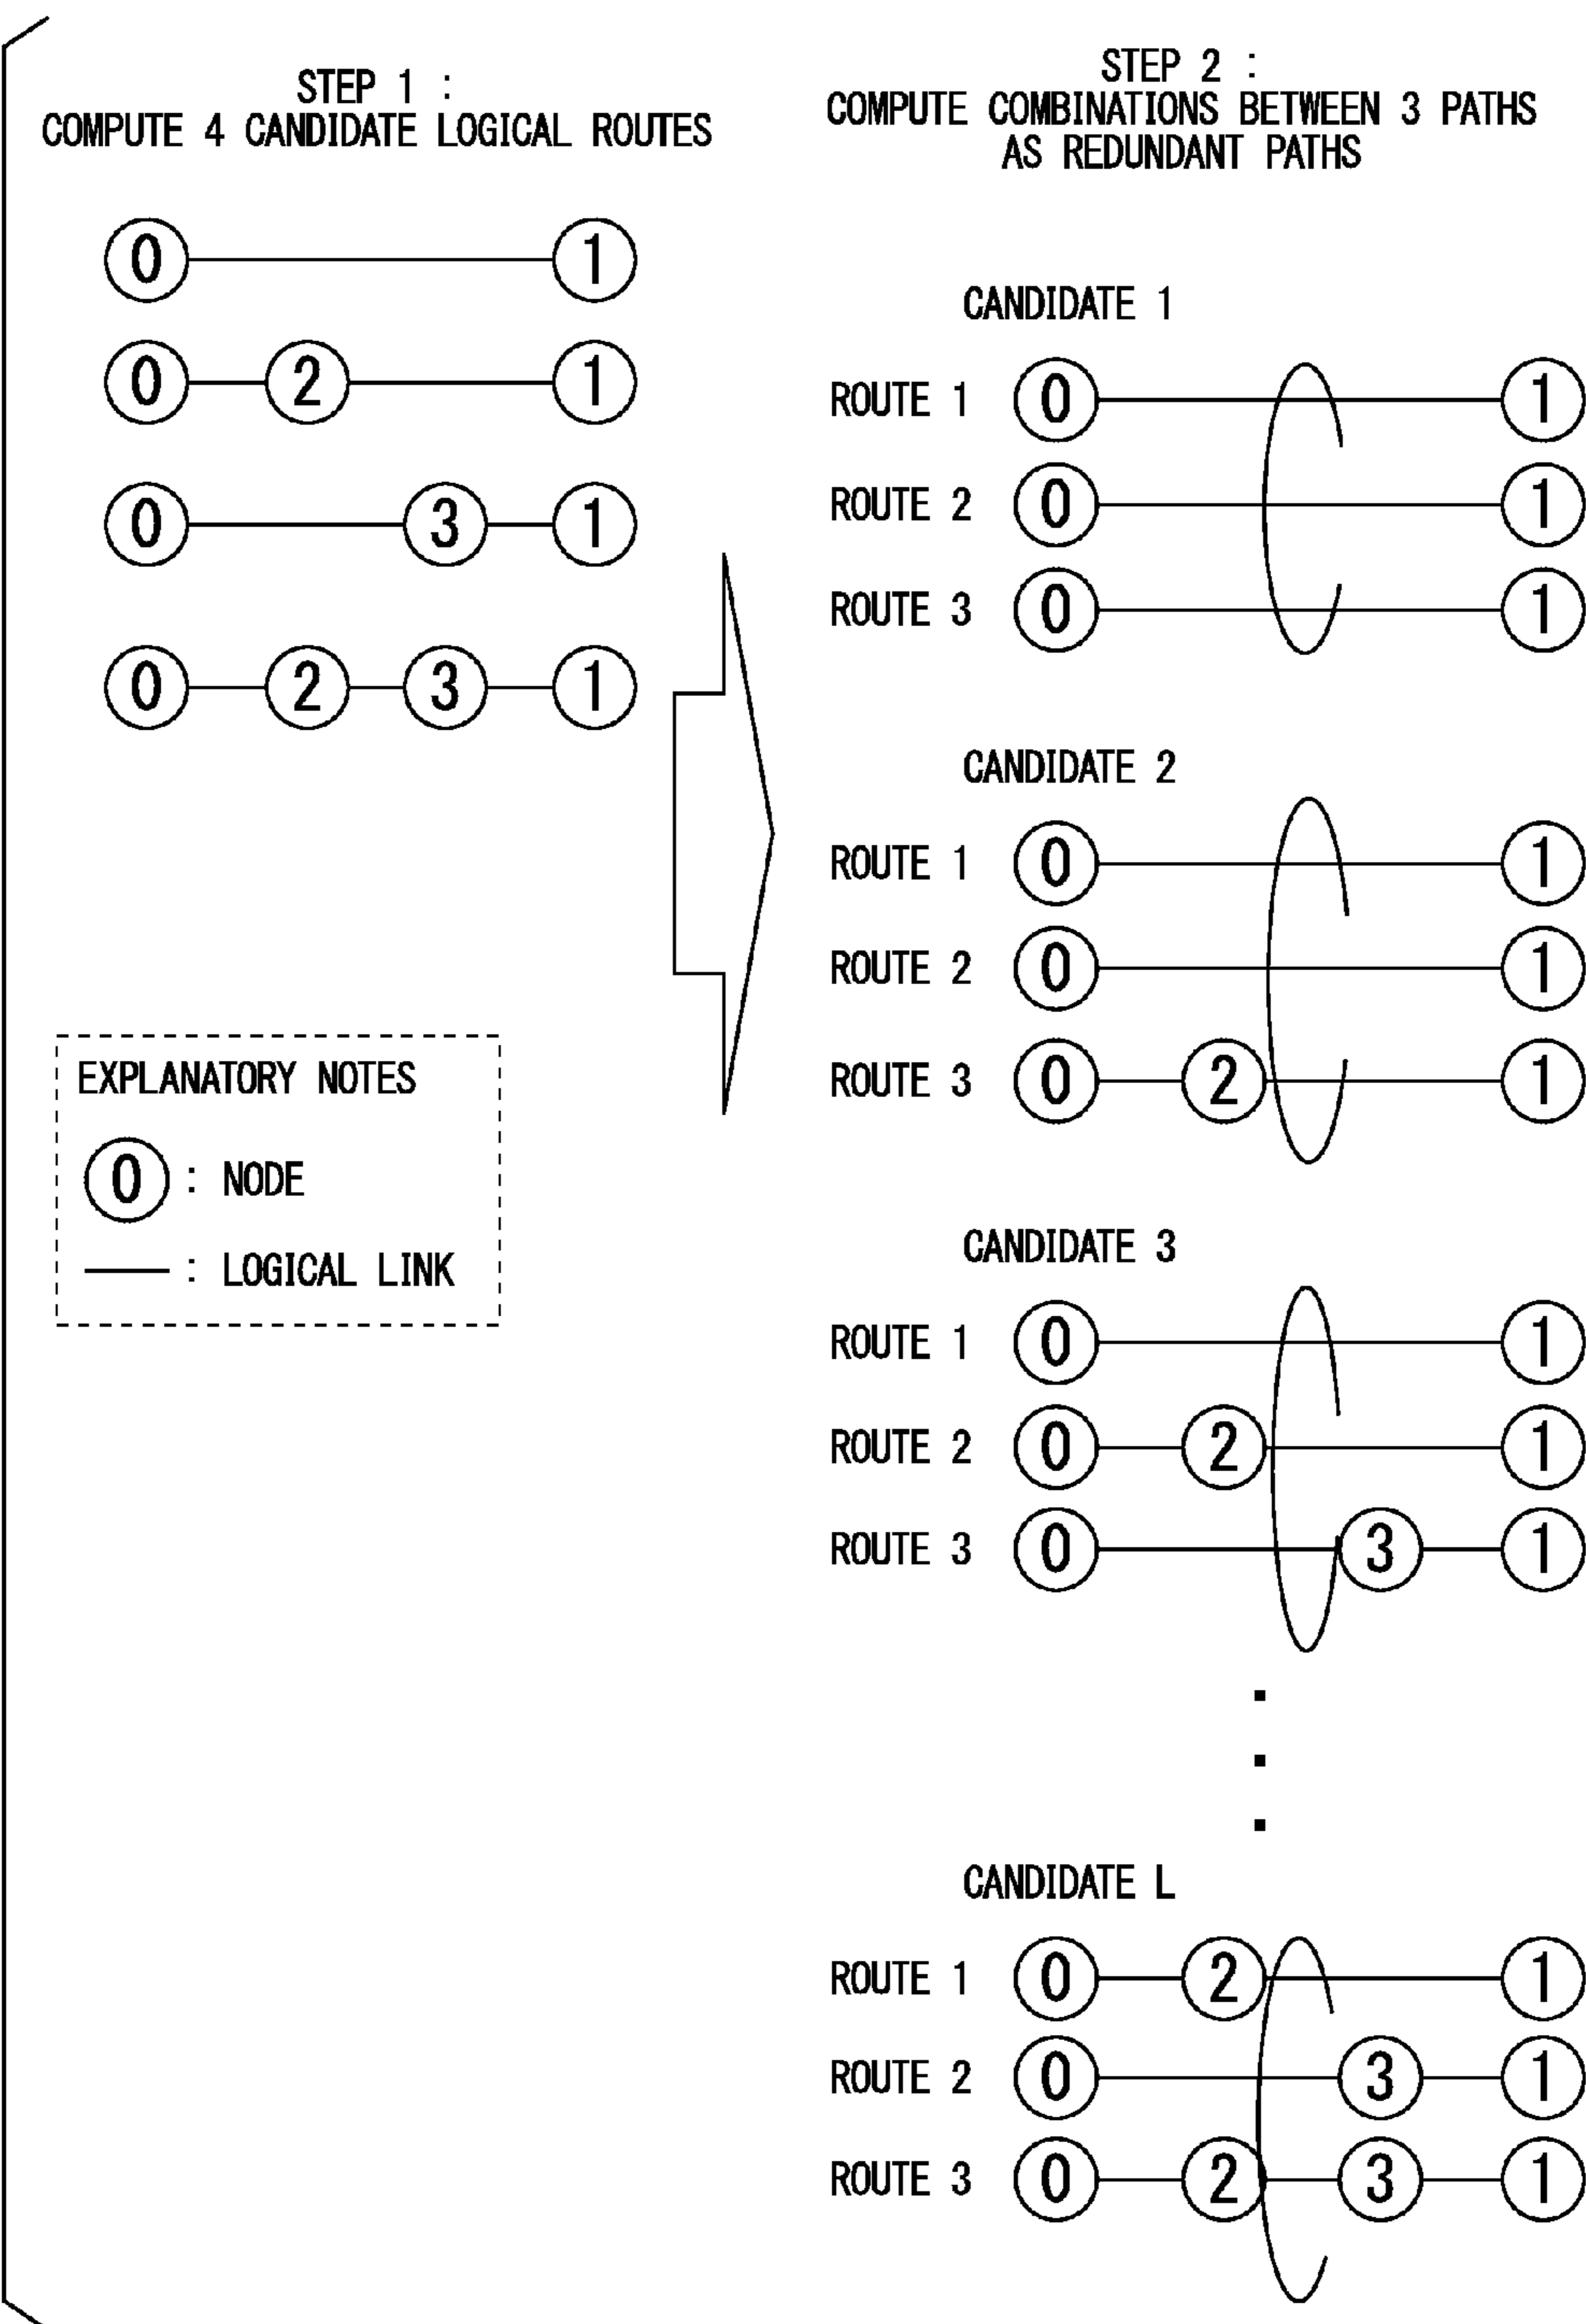 STEP 1 :
COMPUTE 4 CANDIDATE LOGICAL ROUTES
0 1
0 2 1
0 3 1
0 2 3 1
EXPLANATORY NOTES
0 : NODE
: LOGICAL LINK
STEP 2 :
COMPUTE COMBINATIONS BETWEEN 3 PATHS
AS REDUNDANT PATHS
CANDIDATE 1
ROUTE 1 0 1
ROUTE 2 0 1
ROUTE 3 0 1
CANDIDATE 2
ROUTE 1 0 1
ROUTE 2 0 1
ROUTE 3 0 2 1
CANDIDATE 3
ROUTE 1 0 1
ROUTE 2 0 2 1
ROUTE 3 0 3 1
CANDIDATE L
ROUTE 1 0 2 1
ROUTE 2 0 3 1
ROUTE 3 0 2 3 1